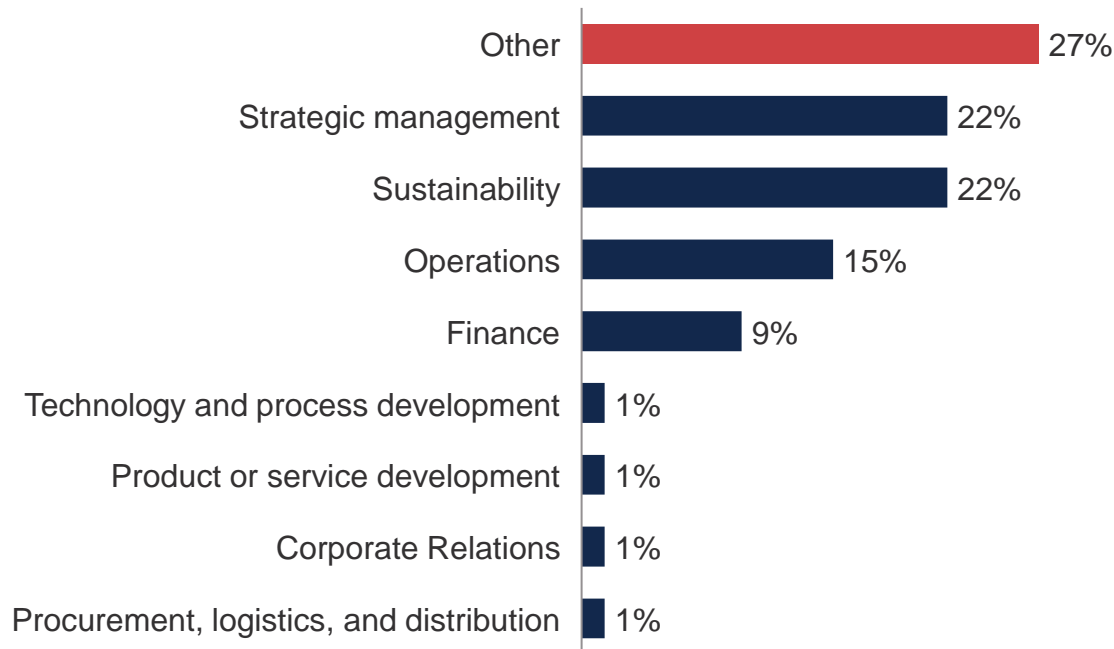 Other 27%
Strategic management 22%
Sustainability 22%
Operations 15%
Finance 9%
Technology and process development 1%
Product or service development 1%
Corporate Relations 1%
Procurement, logistics, and distribution 1%